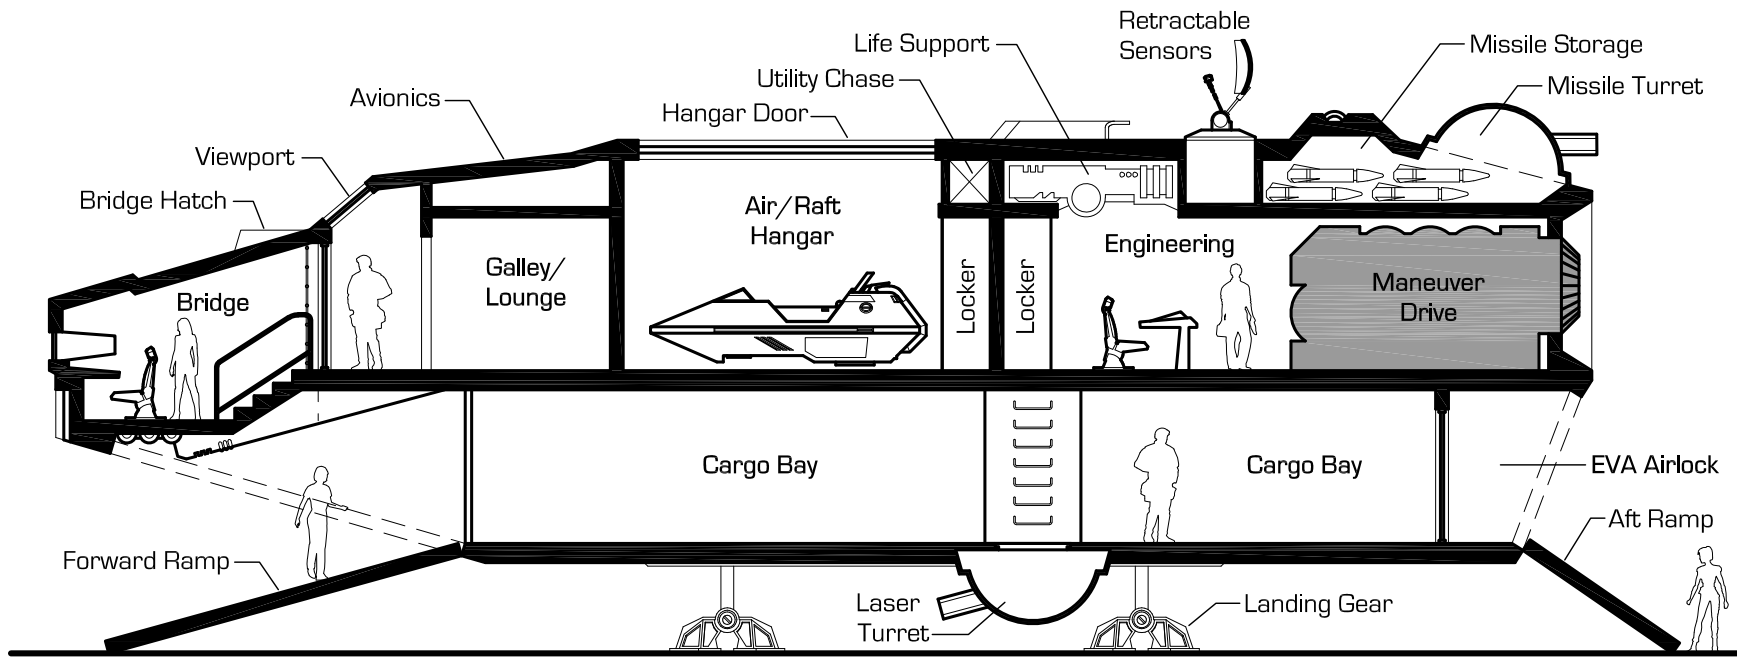 Retractable
Sensors
Life Support
Missile Storage
Utility Chase
Missile Turret
Avionics
Hangar Door
Viewport
Bridge Hatch
Air/Raft
Hangar
Engineering
Galley/
Lounge
Bridge
Locker
Locker
Maneuver
Drive
Cargo Bay
Cargo Bay
EVA Airlock
Aft Ramp
Forward Ramp
Laser
Turret
Landing Gear